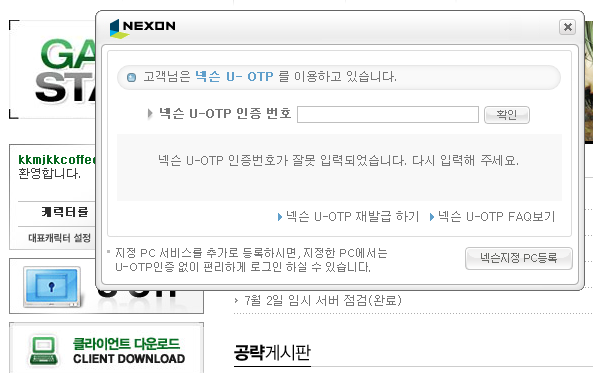 NEXON
고객님은 넥슨 U- OTP 를 이용하고 있습니다.
넥슨 U-OTP 인증 번호
확인
넥슨 U-OTP 인증번호가 잘못 입력되었습니다. 다시 입력해 주세요.
넥슨 U-OTP 재발급 하기
넥슨 U-OTP FAQ보기
* 지정 PC 서비스를 추가로 등록하시면, 지정한 PC에서는
U-OTP인증 없이 편리하게 로그인 하실 수 있습니다.
넥슨지정 PC등록
GA
STA
kkmjkkcoffee
환영합니다.
캐릭터를
대표캐릭터 설정
7월 2일 임시 서버 점검(완료)
클라이언트 다운로드
CLIENT DOWNLOAD
공략게시판